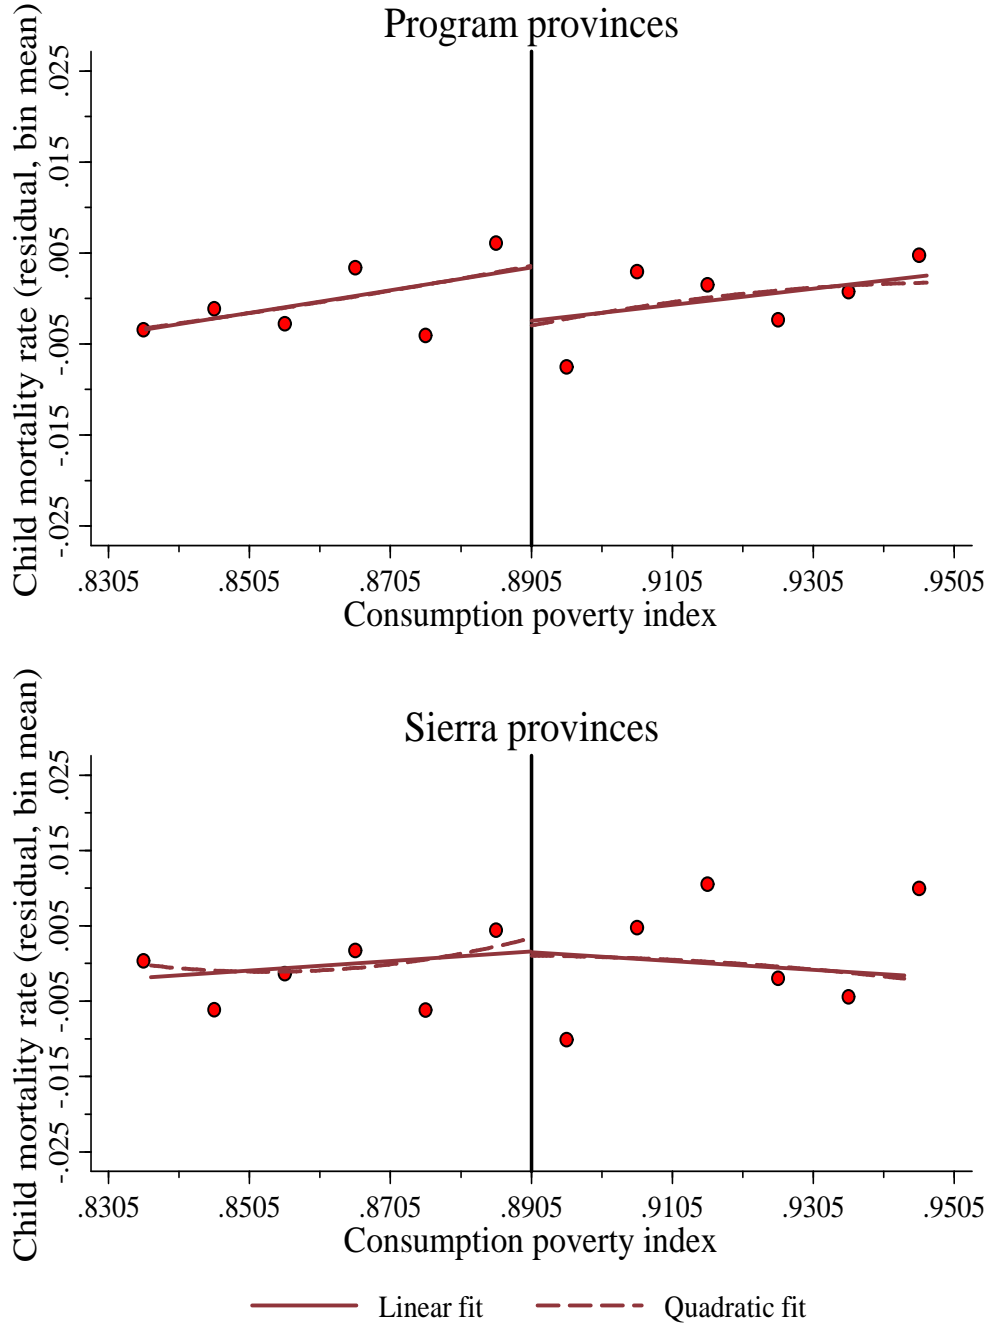 Program provinces
Child mortality rate (residual, bin mean)
.025
.015
.005
-.005
-.015
-.025
.8305 .8505 .8705 .8905 .9105 .9305 .9505
Consumption poverty index
Sierra provinces
Child mortality rate (residual, bin mean)
.025
.015
.005
-.005
-.015
-.025
.8305 .8505 .8705 .8905 .9105 .9305 .9505
Consumption poverty index
Linear fit Quadratic fit